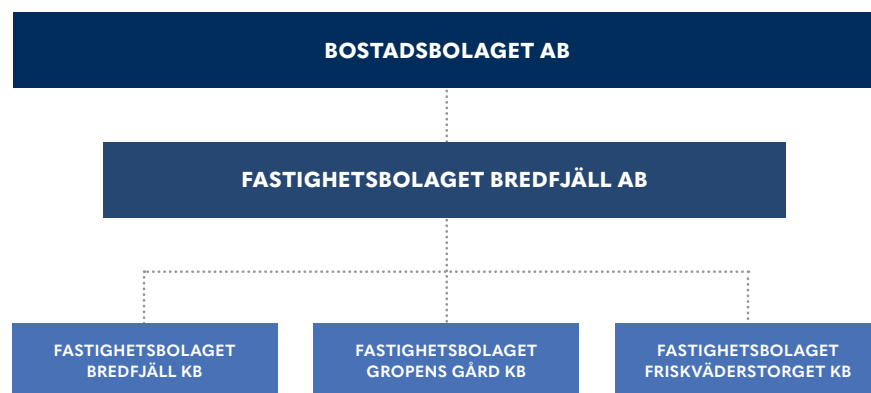 BOSTADSBOLAGET AB
FASTIGHETSBOLAGET BREDFJÄLL AB
FASTIGHETSBOLAGET
BREDFJÄLL KB
FASTIGHETSBOLAGET
GROPENS GÅRD KB
FASTIGHETSBOLAGET
FRISKVÄDERSTORGET KB